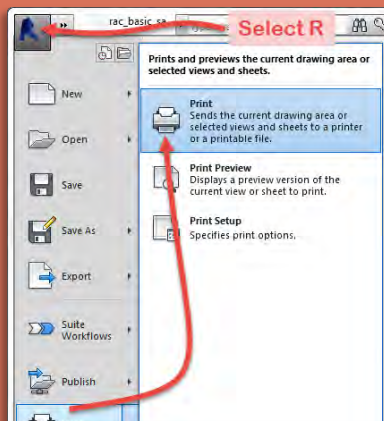 rac_basic_sa
Select R
Prints and previews the current drawing area or
selected views and sheets.
New
Print
Sends the current drawing area or
selected views and sheets to a printer
or a printable file.
Open
Print Preview
Displays a preview version of the
current view or sheet to print.
Save
Save As
Print Setup
Specifies print options.
Export
Suite
Workflows
Publish